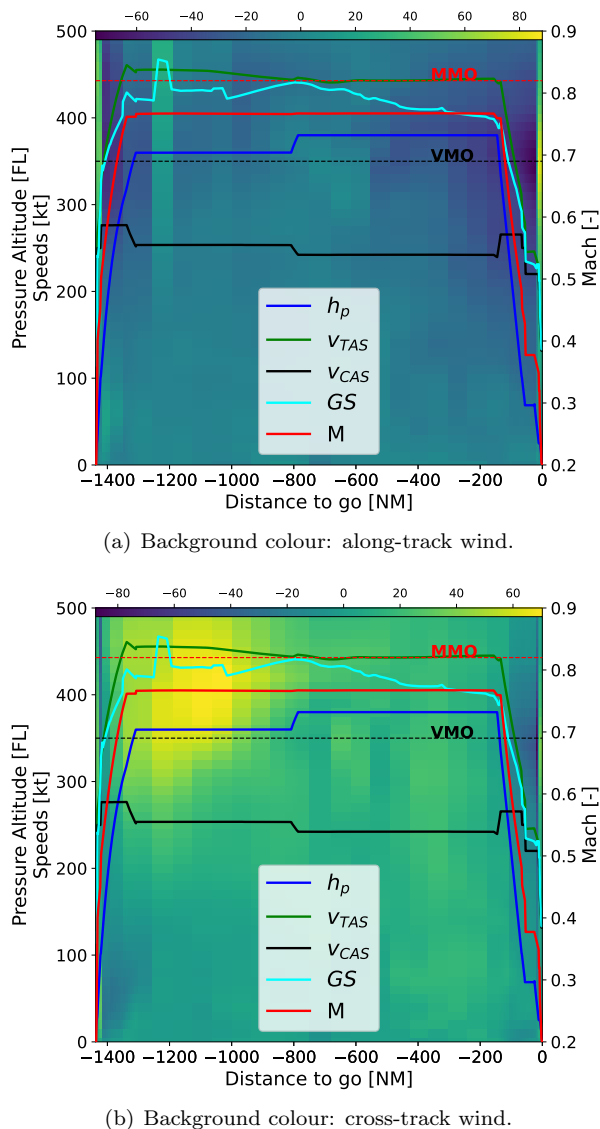 −60 −40 −20 0 20 40 60 80
500
400
300
200
100
0
Pressure Altitude [FL]
Speeds [kt]
0.9
0.8
0.7
0.6
0.5
0.4
0.3
0.2
Mach [-]
MMO
VMO
h_p
v_TAS
v_CAS
GS
M
−1400 −1200 −1000 −800 −600 −400 −200 0
Distance to go [NM]
(a) Background colour: along-track wind.
−80 −60 −40 −20 0 20 40 60
500
400
300
200
100
0
Pressure Altitude [FL]
Speeds [kt]
0.9
0.8
0.7
0.6
0.5
0.4
0.3
0.2
Mach [-]
MMO
VMO
h_p
v_TAS
v_CAS
GS
M
−1400 −1200 −1000 −800 −600 −400 −200 0
Distance to go [NM]
(b) Background colour: cross-track wind.